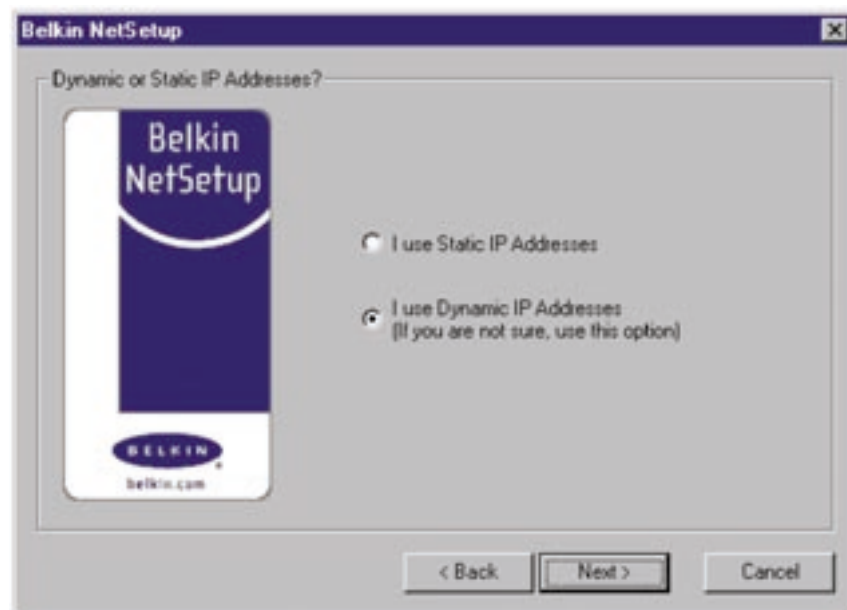 Belkin NetSetup
Dynamic or Static IP Addresses?
Belkin
NetSetup
I use Static IP Addresses
I use Dynamic IP Addresses
(If you are not sure, use this option)
BELKIN
belkin.com
< Back
Next >
Cancel